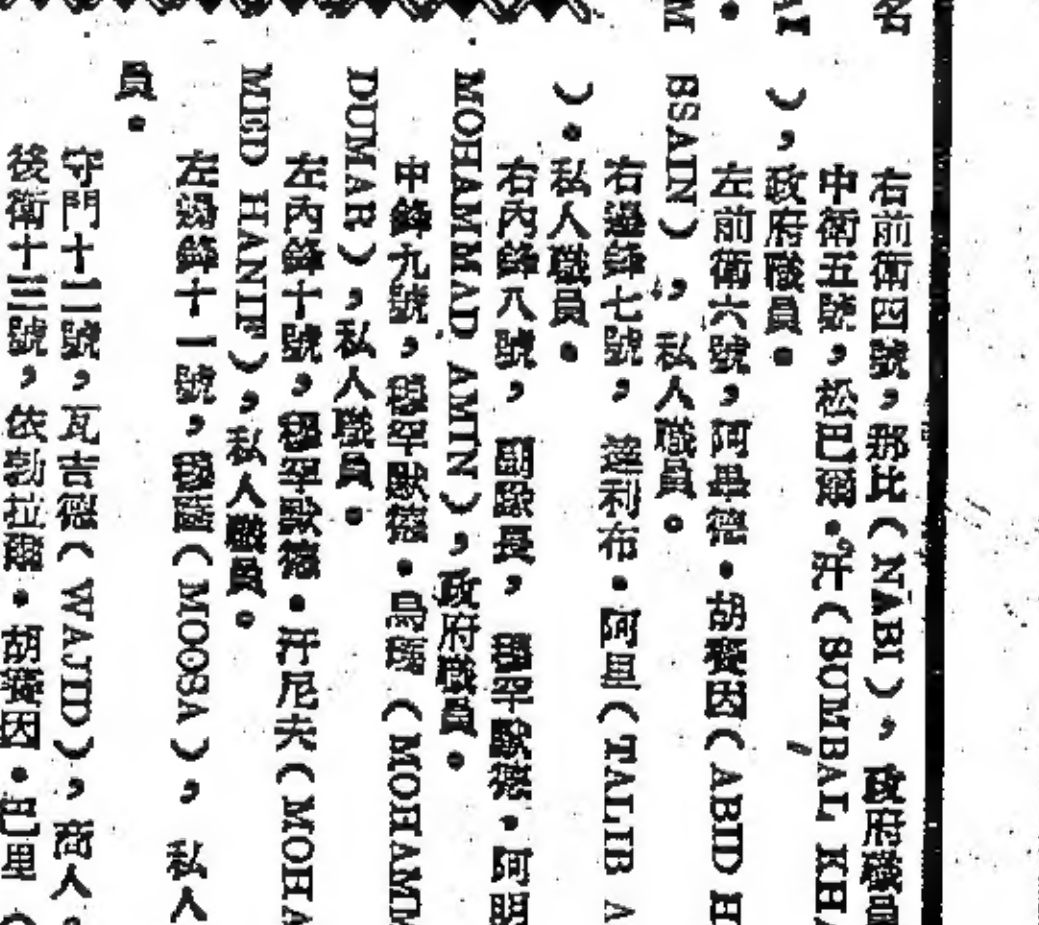 名
右前衛四號，那比（NABI），政府職員
AI
中衛五號，松巴爾•汗（SUMBAL KHA
），政府職員。
左前衛六號，阿畢德•胡賽因（ABID H
M BSAIN），私人職員。
右邊鋒七號，達利布•阿里（TALIB A
）•私人職員。
右內鋒八號，副隊長，穆罕默德•阿明
MOHAMMAD AMIN），政府職員。
中鋒九號，穆罕默德•烏瑪（MOHAMM
DUMAR），私人職員。
左內鋒十號，穆罕默德•汗尼夫（MOHA
MED HANIF），私人職員。
左邊鋒十一號，穆薩（MOOSA），私人
員。
守門十二號，瓦吉德（WAJID），商人。
後衛十三號，依勃拉爾•胡賽因•巴里（